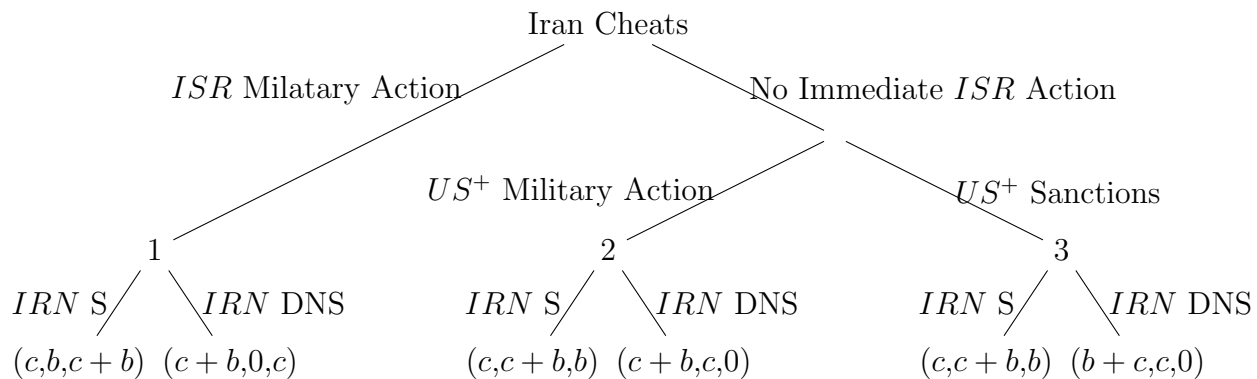 Iran Cheats
ISR Milatary Action
No Immediate ISR Action
US⁺ Military Action
US⁺ Sanctions
1
2
3
IRN S
IRN DNS
IRN S
IRN DNS
IRN S
IRN DNS
(c,b,c + b)
(c + b,0,c)
(c,c + b,b)
(c + b,c,0)
(c,c + b,b)
(b + c,c,0)